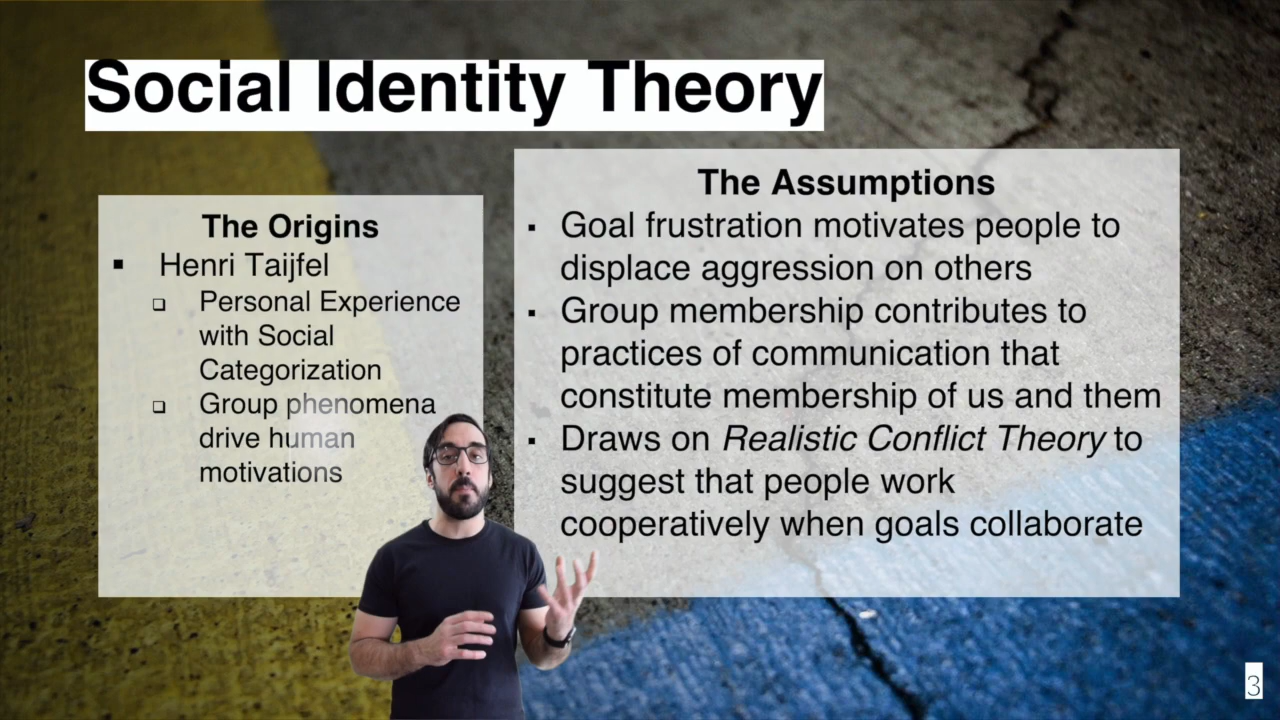 Social Identity Theory
The Origins
▪ Henri Taijfel
❑ Personal Experience
with Social
Categorization
❑ Group phenomena
drive human
motivations
The Assumptions
▪ Goal frustration motivates people to
displace aggression on others
▪ Group membership contributes to
practices of communication that
constitute membership of us and them
▪ Draws on Realistic Conflict Theory to
suggest that people work
cooperatively when goals collaborate
3